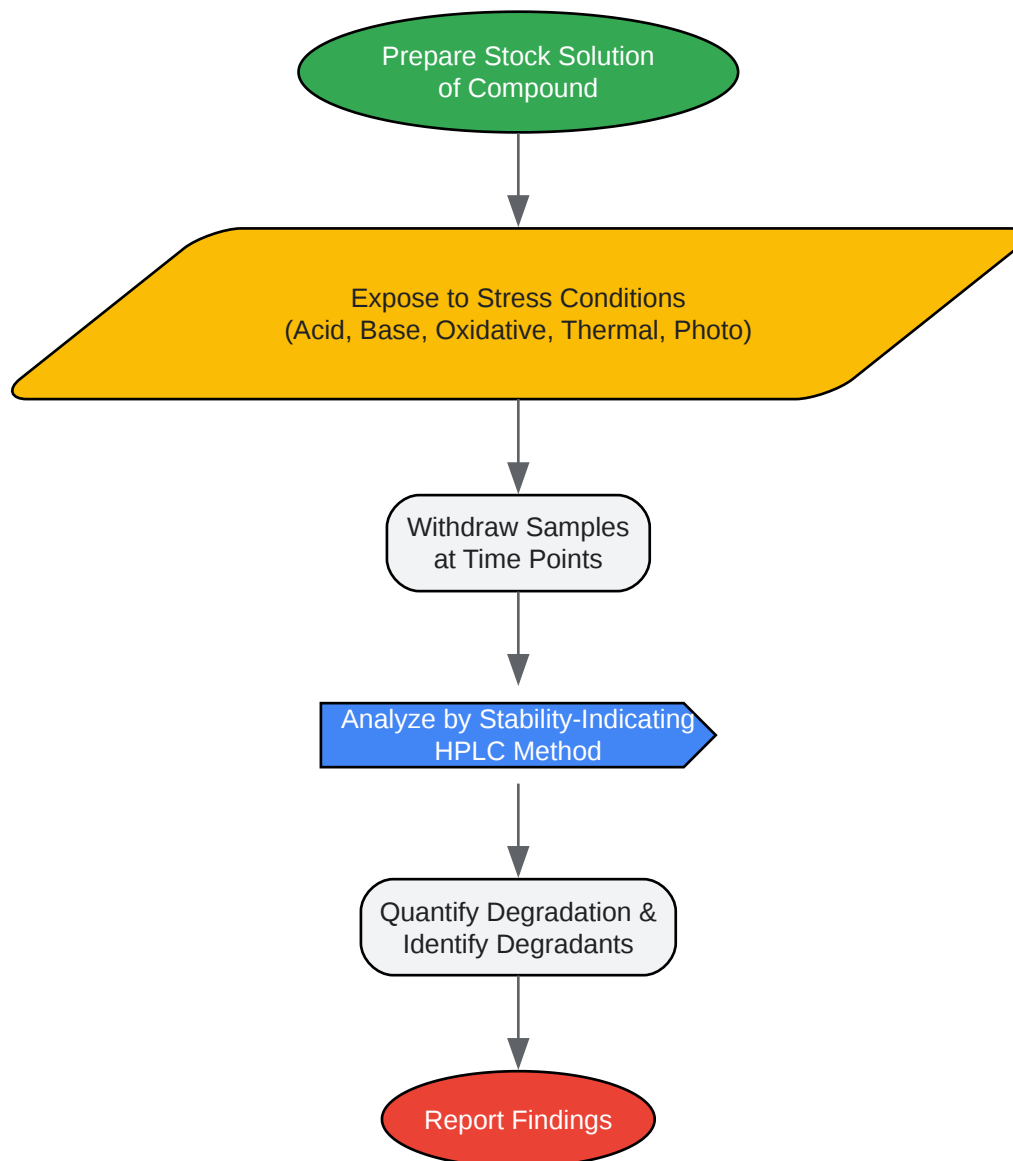 Prepare Stock Solution
of Compound
Expose to Stress Conditions
(Acid, Base, Oxidative, Thermal, Photo)
Withdraw Samples
at Time Points
Analyze by Stability-Indicating
HPLC Method
Quantify Degradation &
Identify Degradants
Report Findings